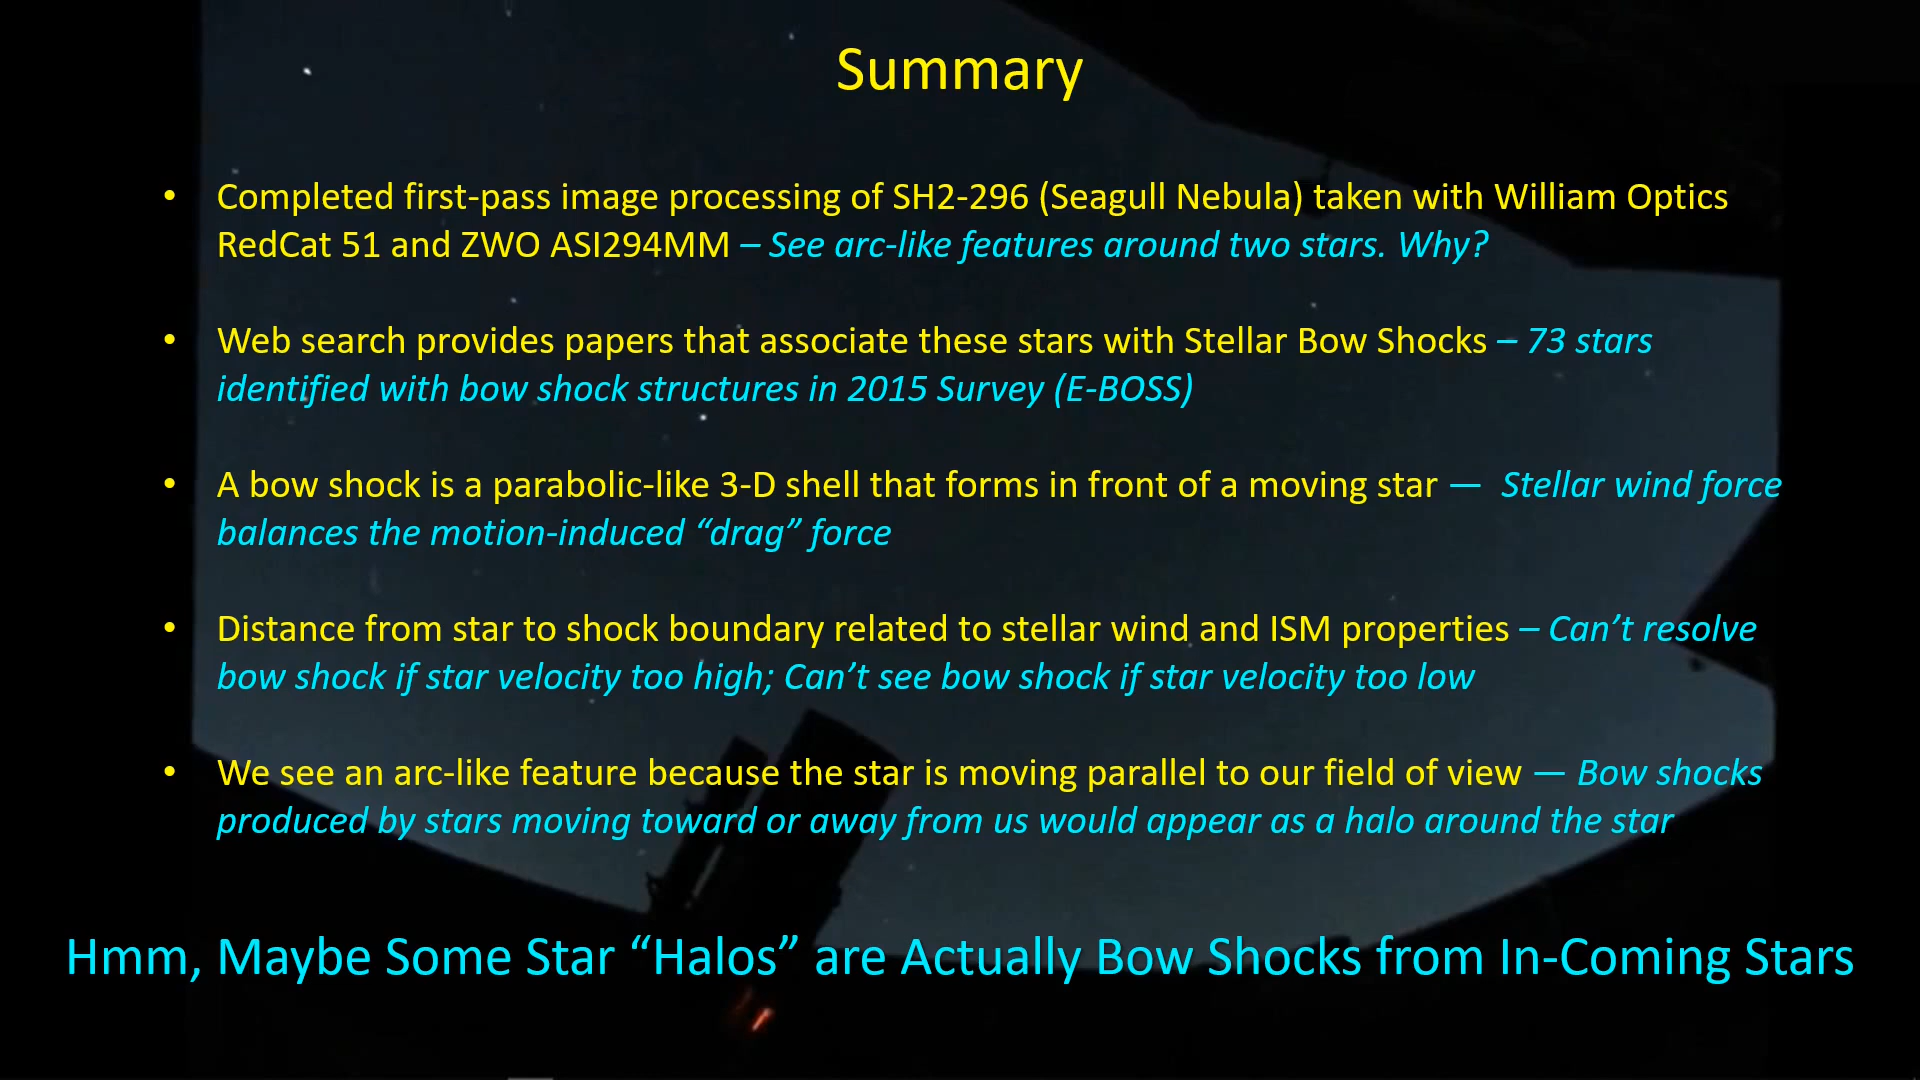 Summary
• Completed first-pass image processing of SH2-296 (Seagull Nebula) taken with William Optics
RedCat 51 and ZWO ASI294MM – See arc-like features around two stars. Why?
• Web search provides papers that associate these stars with Stellar Bow Shocks – 73 stars
identified with bow shock structures in 2015 Survey (E-BOSS)
• A bow shock is a parabolic-like 3-D shell that forms in front of a moving star — Stellar wind force
balances the motion-induced “drag” force
• Distance from star to shock boundary related to stellar wind and ISM properties – Can’t resolve
bow shock if star velocity too high; Can’t see bow shock if star velocity too low
• We see an arc-like feature because the star is moving parallel to our field of view — Bow shocks
produced by stars moving toward or away from us would appear as a halo around the star
Hmm, Maybe Some Star “Halos” are Actually Bow Shocks from In-Coming Stars